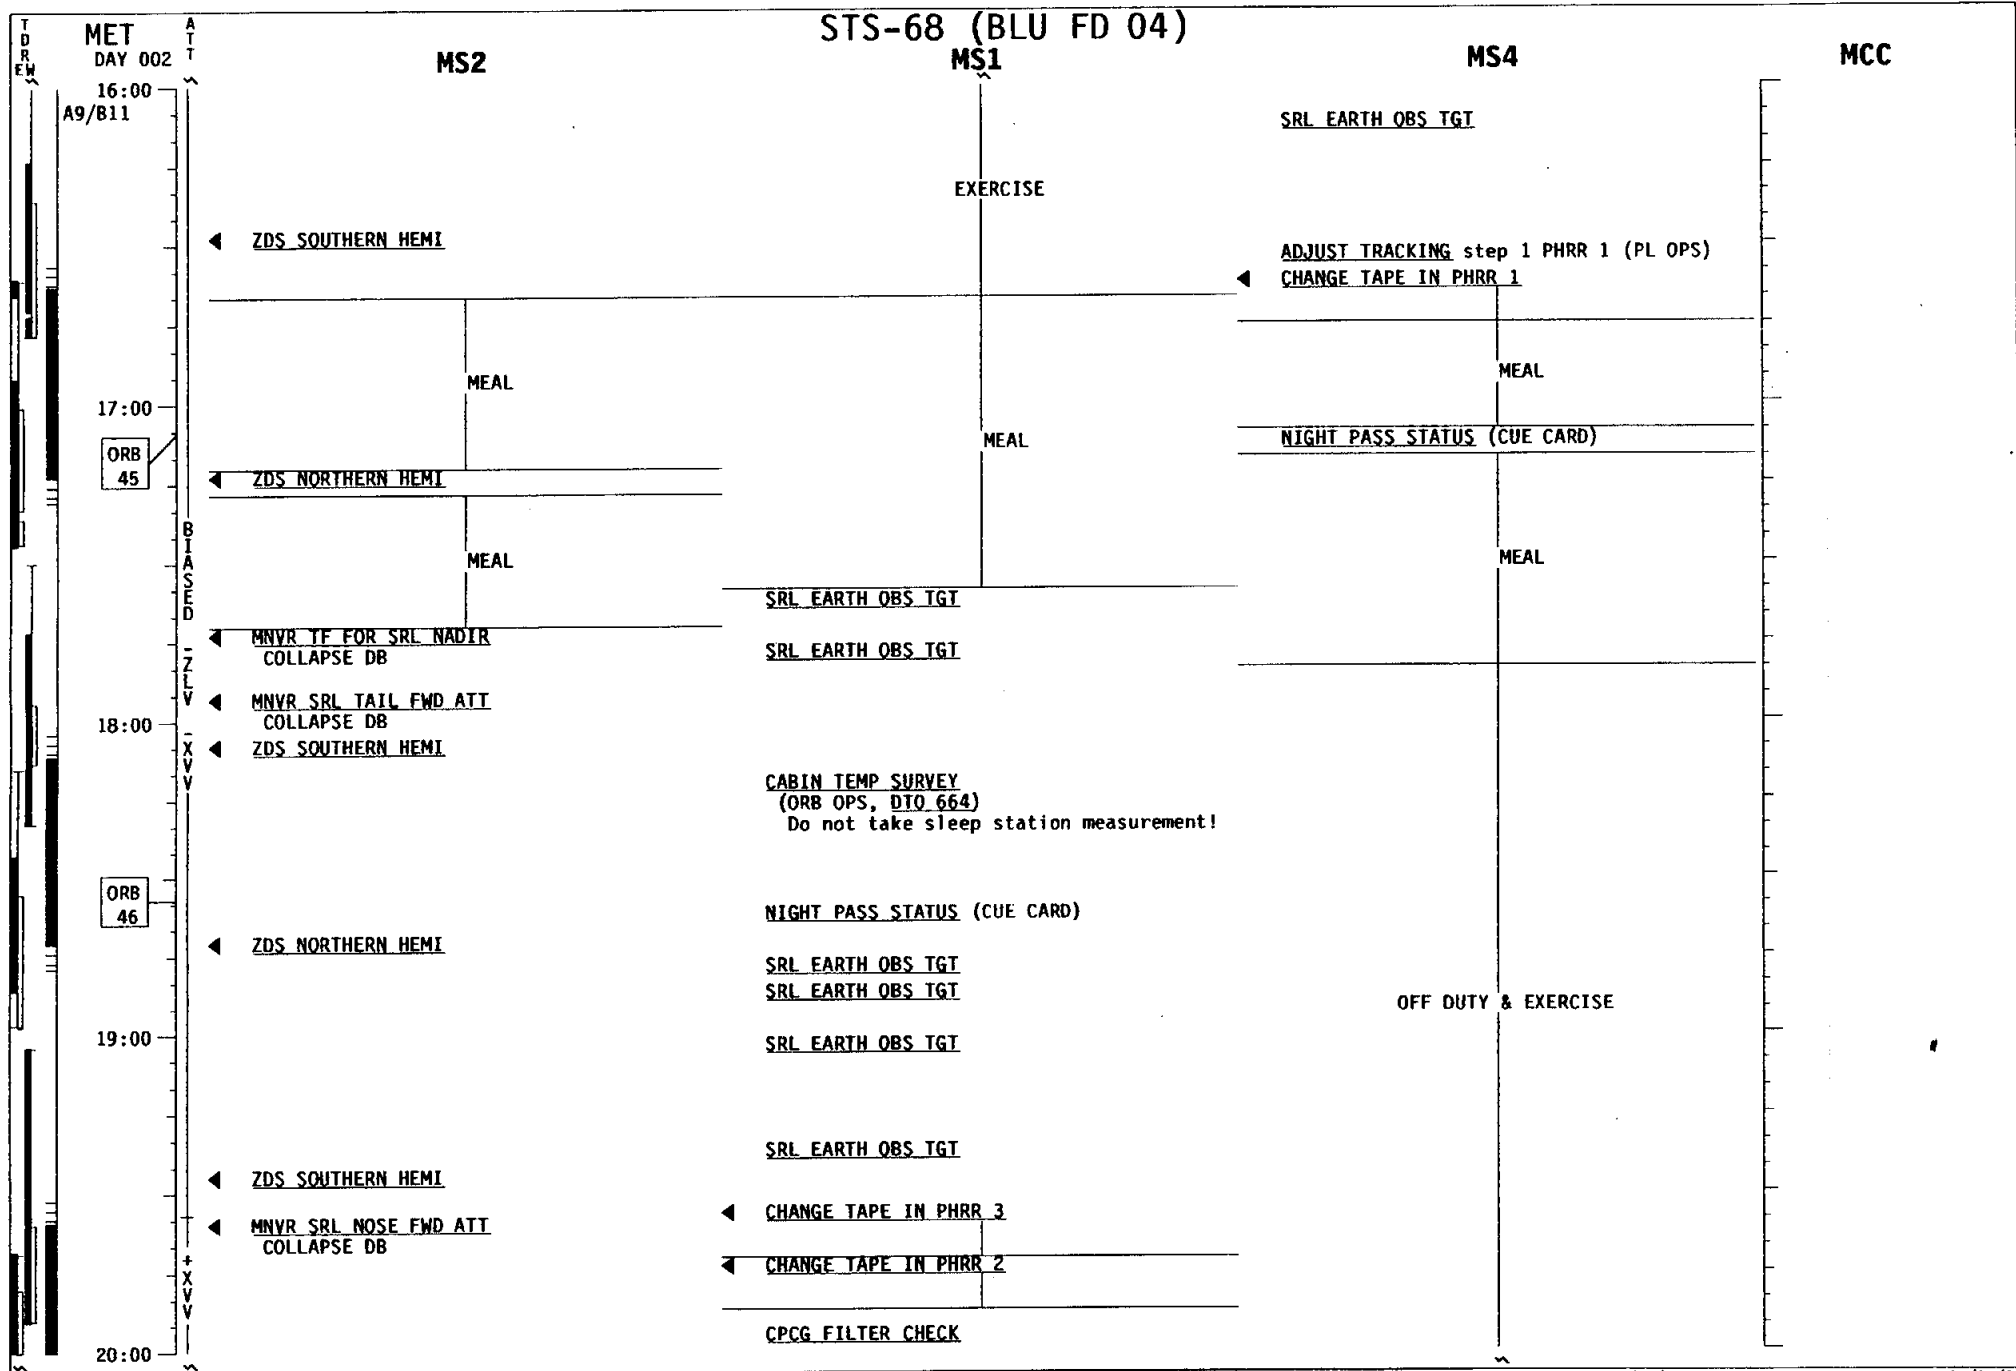 STS-68 (BLU FD 04)
TDRE W
MET
DAY 002
ATT
MS2
MS1
MS4
MCC
16:00
A9/B11
17:00
ORB
45
18:00
ORB
46
19:00
20:00
BIASED
-ZLV
-XVV
+XVV
ZDS SOUTHERN HEMI
MEAL
ZDS NORTHERN HEMI
MEAL
MNVR TF FOR SRL NADIR
COLLAPSE DB
MNVR SRL TAIL FWD ATT
COLLAPSE DB
ZDS SOUTHERN HEMI
ZDS NORTHERN HEMI
ZDS SOUTHERN HEMI
MNVR SRL NOSE FWD ATT
COLLAPSE DB
EXERCISE
MEAL
SRL EARTH OBS TGT
SRL EARTH OBS TGT
CABIN TEMP SURVEY
(ORB OPS, DTO 664)
Do not take sleep station measurement!
NIGHT PASS STATUS (CUE CARD)
SRL EARTH OBS TGT
SRL EARTH OBS TGT
SRL EARTH OBS TGT
SRL EARTH OBS TGT
CHANGE TAPE IN PHRR 3
CHANGE TAPE IN PHRR 2
CPCG FILTER CHECK
SRL EARTH OBS TGT
ADJUST TRACKING step 1 PHRR 1 (PL OPS)
CHANGE TAPE IN PHRR 1
MEAL
NIGHT PASS STATUS (CUE CARD)
MEAL
OFF DUTY & EXERCISE